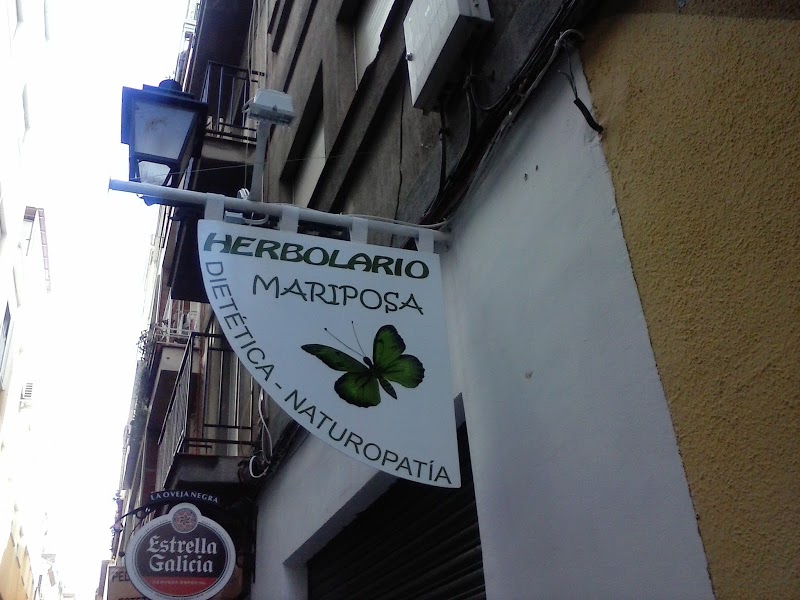 HERBOLARIO
MARIPOSA
DIETÉTICA - NATUROPATÍA
LA OVEJA NEGRA
Estrella
Galicia